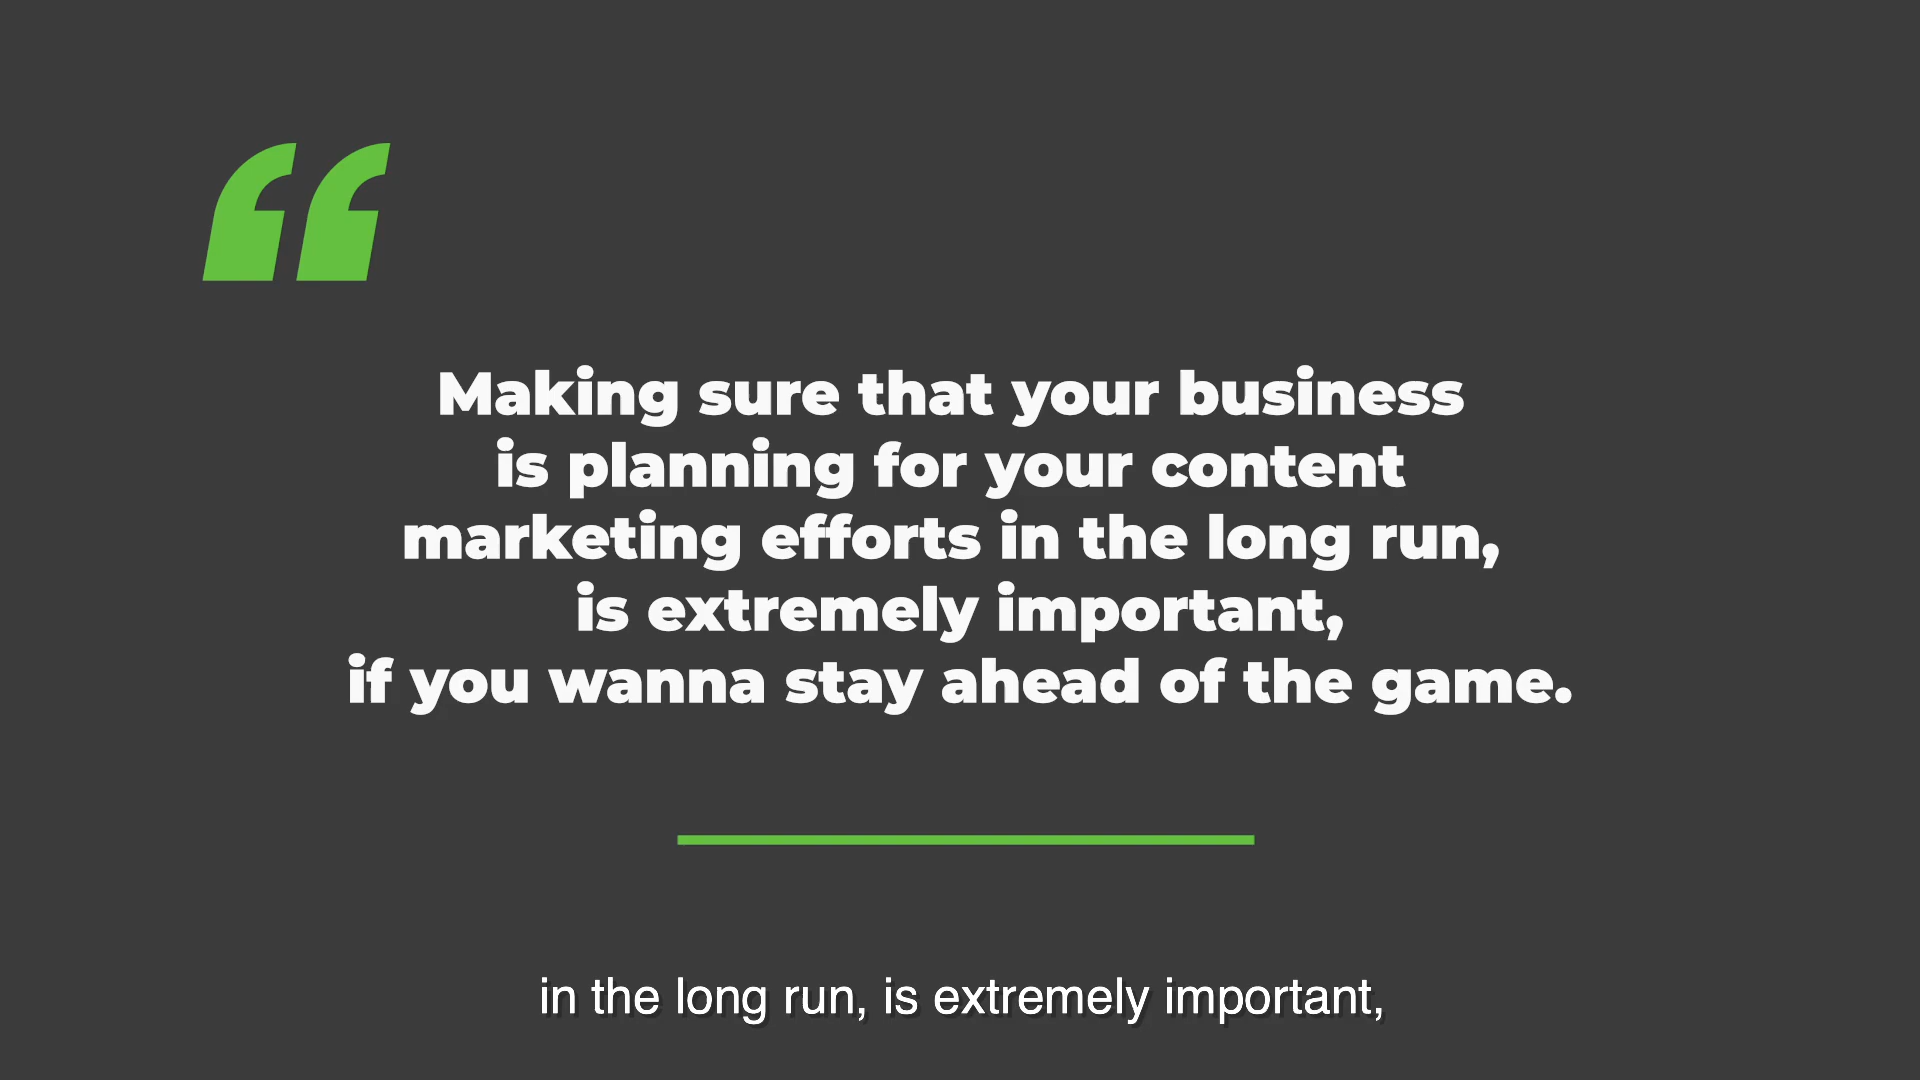 “
Making sure that your business
is planning for your content
marketing efforts in the long run,
is extremely important,
if you wanna stay ahead of the game.
in the long run, is extremely important,